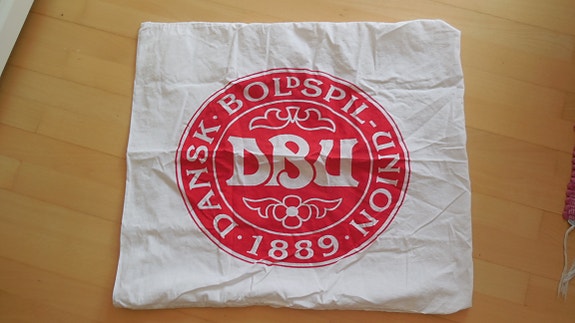 DANSK · BOLDSPIL-UNION
DBU
· 1889 ·